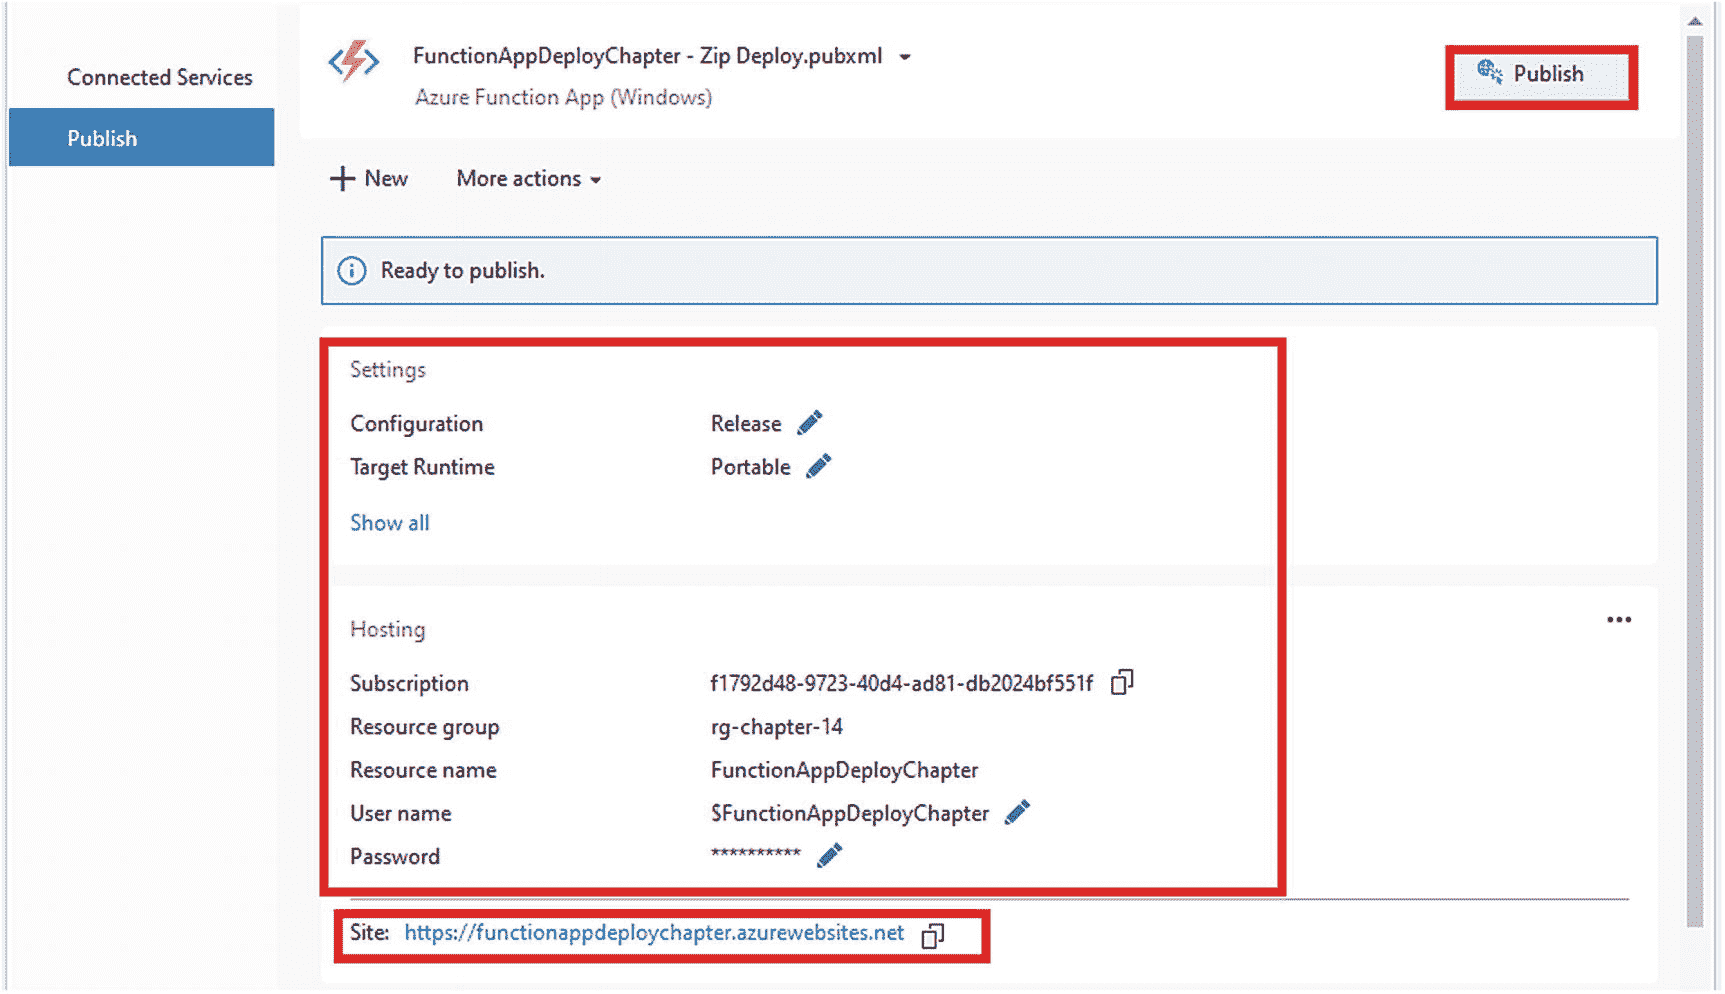 Connected Services
Publish
FunctionAppDeployChapter - Zip Deploy.pubxml
Azure Function App (Windows)
Publish
New
More actions
Ready to publish.
Settings
Configuration Release
Target Runtime Portable
Show all
Hosting
Subscription f1792d48-9723-40d4-ad81-db2024bf551f
Resource group rg-chapter-14
Resource name FunctionAppDeployChapter
User name $FunctionAppDeployChapter
Password **********
Site: https://functionappdeploychapter.azurewebsites.net